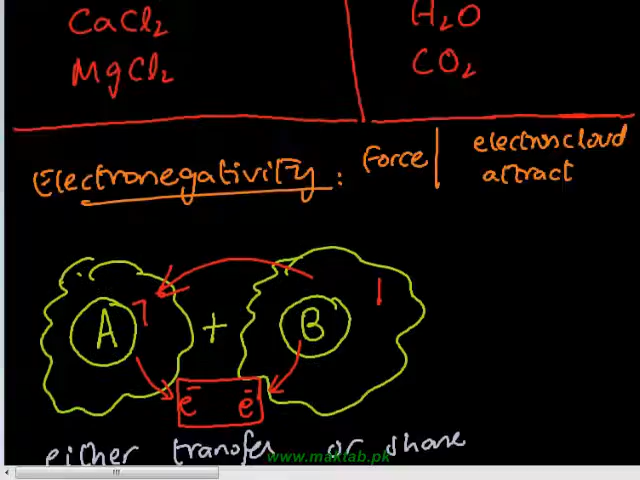 CaCl₂ H₂O
MgCl₂ CO₂
Electronegativity : Force | electron cloud
attract
A 7 + B 1
e⁻ e⁻
either transfer or share
www.maktab.pk